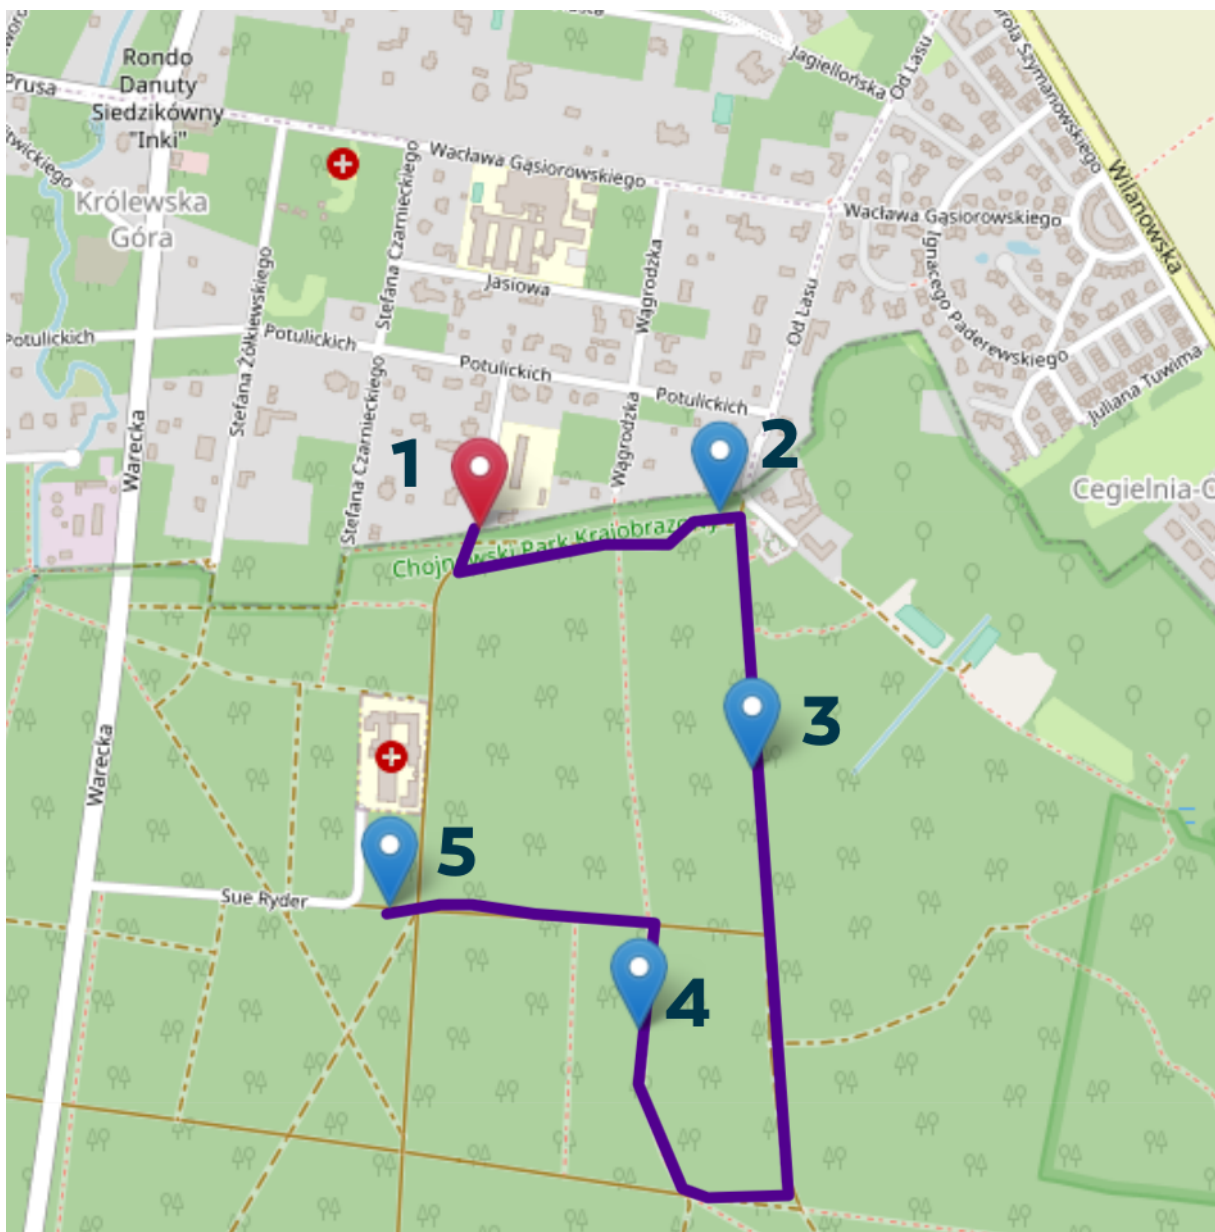 Rondo
Danuty
Siedzikówny
"Inki"
Prusa
Jagiellońska
Od Lasu
Karola Szymanowskiego
Wilanowska
Królewska
Góra
Stefana Czarnieckiego
Wacława Gąsiorowskiego
Wacława Gąsiorowskiego
Ignacego Paderewskiego
Stefana Żółkiewskiego
Jasiowa
Wągrodzka
Od Lasu
Potulickich
Potulickich
Potulickich
Potulickich
Juliana Tuwima
Warecka
Stefana Czarnieckiego
Wągrodzka
1
2
Cegielnia-
Chojnowski Park Krajobrazowy
3
Warecka
5
Sue Ryder
4